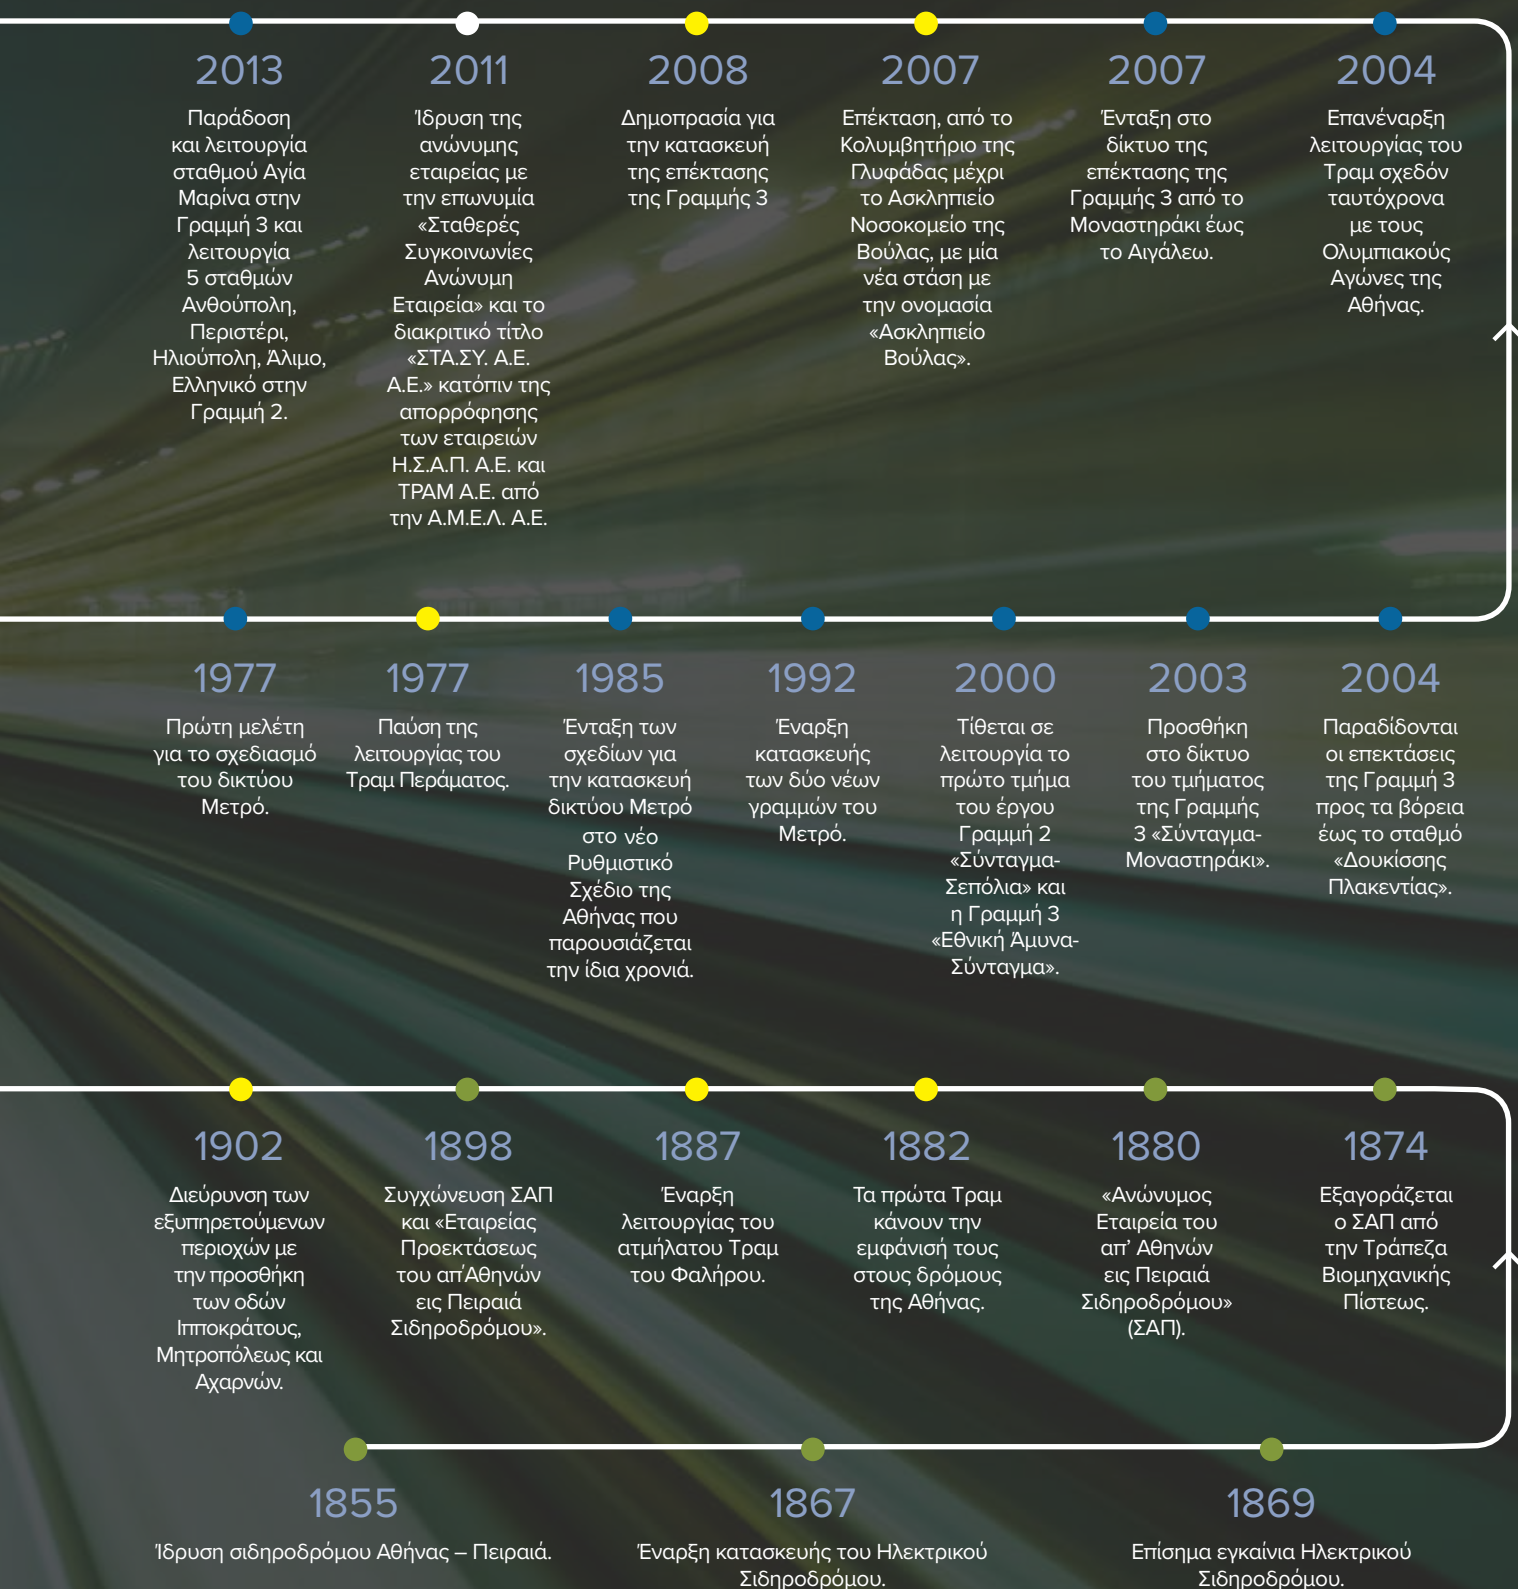 2013
Παράδοση
και λειτουργία
σταθμού Αγία
Μαρίνα στην
Γραμμή 3 και
λειτουργία
5 σταθμών
Ανθούπολη,
Περιστέρι,
Ηλιούπολη, Άλιμο,
Ελληνικό στην
Γραμμή 2.
2011
Ίδρυση της
ανώνυμης
εταιρείας με
την επωνυμία
«Σταθερές
Συγκοινωνίες
Ανώνυμη
Εταιρεία» και το
διακριτικό τίτλο
«ΣΤΑ.ΣΥ. Α.Ε.
Α.Ε.» κατόπιν της
απορρόφησης
των εταιρειών
Η.Σ.Α.Π. Α.Ε. και
ΤΡΑΜ Α.Ε. από
την Α.Μ.Ε.Λ. Α.Ε.
2008
Δημοπρασία για
την κατασκευή
της επέκτασης
της Γραμμής 3
2007
Επέκταση, από το
Κολυμβητήριο της
Γλυφάδας μέχρι
το Ασκληπιείο
Νοσοκομείο της
Βούλας, με μία
νέα στάση με
την ονομασία
«Ασκληπιείο
Βούλας».
2007
Ένταξη στο
δίκτυο της
επέκτασης της
Γραμμής 3 από το
Μοναστηράκι έως
το Αιγάλεω.
2004
Επανέναρξη
λειτουργίας του
Τραμ σχεδόν
ταυτόχρονα
με τους
Ολυμπιακούς
Αγώνες της
Αθήνας.
1977
Πρώτη μελέτη
για το σχεδιασμό
του δικτύου
Μετρό.
1977
Παύση της
λειτουργίας του
Τραμ Περάματος.
1985
Ένταξη των
σχεδίων για
την κατασκευή
δικτύου Μετρό
στο νέο
Ρυθμιστικό
Σχέδιο της
Αθήνας που
παρουσιάζεται
την ίδια χρονιά.
1992
Έναρξη
κατασκευής
των δύο νέων
γραμμών του
Μετρό.
2000
Τίθεται σε
λειτουργία το
πρώτο τμήμα
του έργου
Γραμμή 2
«Σύνταγμα-
Σεπόλια» και
η Γραμμή 3
«Εθνική Άμυνα-
Σύνταγμα».
2003
Προσθήκη
στο δίκτυο
του τμήματος
της Γραμμής
3 «Σύνταγμα-
Μοναστηράκι».
2004
Παραδίδονται
οι επεκτάσεις
της Γραμμή 3
προς τα βόρεια
έως το σταθμό
«Δουκίσσης
Πλακεντίας».
1902
Διεύρυνση των
εξυπηρετούμενων
περιοχών με
την προσθήκη
των οδών
Ιπποκράτους,
Μητροπόλεως και
Αχαρνών.
1898
Συγχώνευση ΣΑΠ
και «Εταιρείας
Προεκτάσεως
του απ'Αθηνών
εις Πειραιά
Σιδηροδρόμου».
1887
Έναρξη
λειτουργίας του
ατμήλατου Τραμ
του Φαλήρου.
1882
Τα πρώτα Τραμ
κάνουν την
εμφάνισή τους
στους δρόμους
της Αθήνας.
1880
«Ανώνυμος
Εταιρεία του
απ' Αθηνών
εις Πειραιά
Σιδηροδρόμου»
(ΣΑΠ).
1874
Εξαγοράζεται
ο ΣΑΠ από
την Τράπεζα
Βιομηχανικής
Πίστεως.
1855
Ίδρυση σιδηροδρόμου Αθήνας – Πειραιά.
1867
Έναρξη κατασκευής του Ηλεκτρικού
Σιδηροδρόμου.
1869
Επίσημα εγκαίνια Ηλεκτρικού
Σιδηροδρόμου.